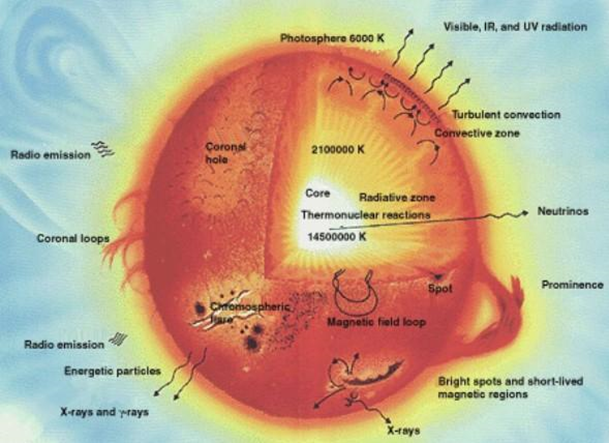 Visible, IR, and UV radiation
Photosphere 6000 K
Turbulent convection
Convective zone
Coronal
hole
2100000 K
Radio emission
Core
Radiative zone
Thermonuclear reactions
Neutrinos
14500000 K
Coronal loops
Spot
Prominence
Chromospheric
flare
Magnetic field loop
Radio emission
Energetic particles
Bright spots and short-lived
magnetic regions
X-rays and γ-rays
X-rays